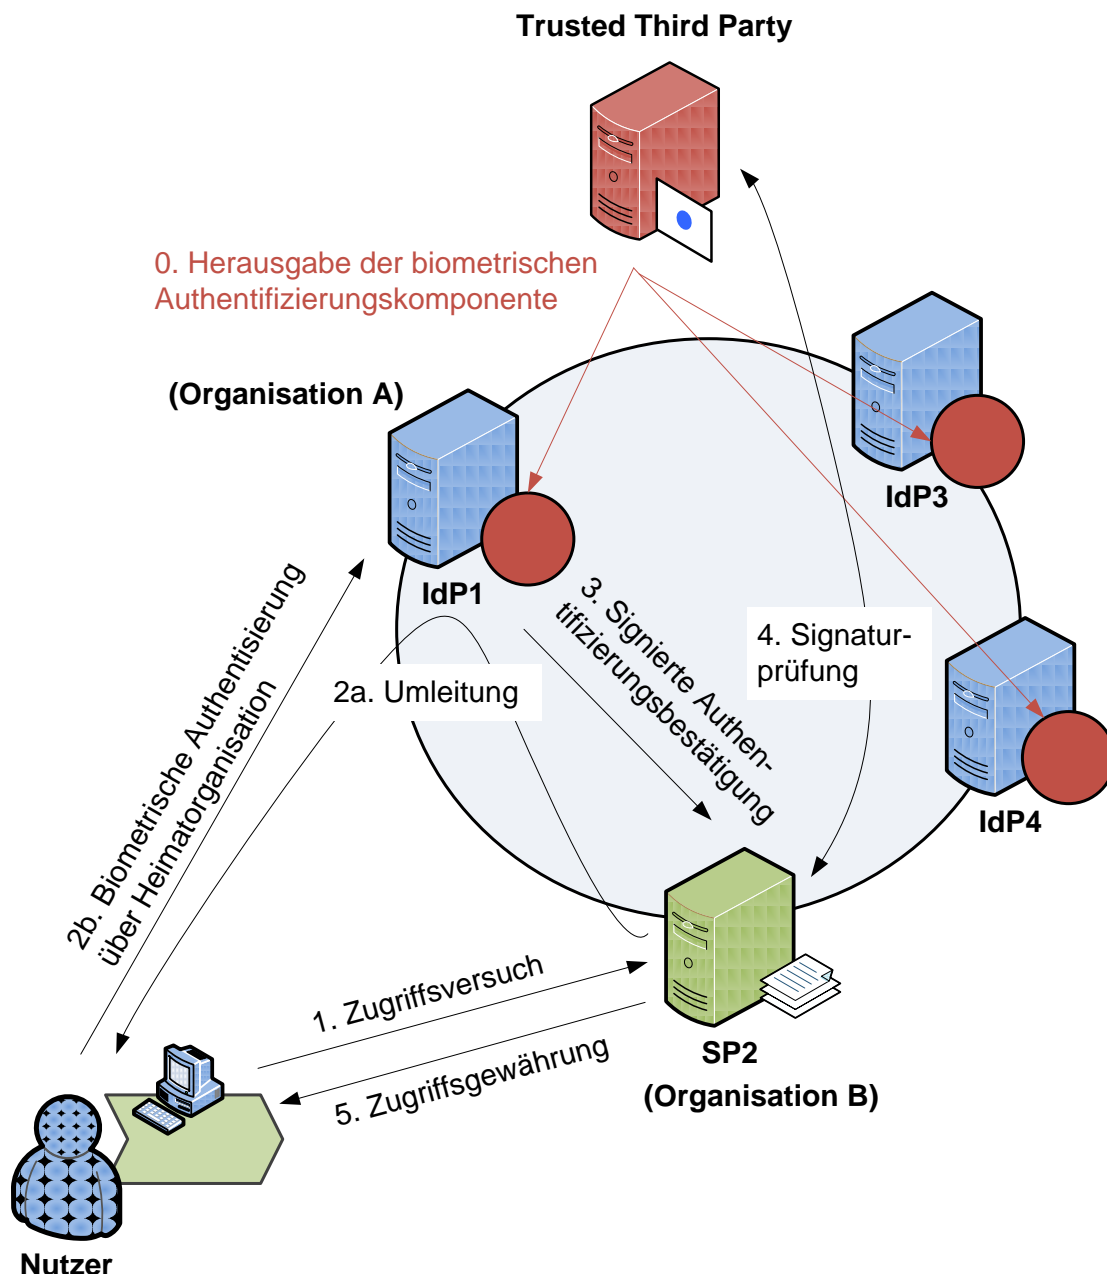 Trusted Third Party
0. Herausgabe der biometrischen
Authentifizierungskomponente
(Organisation A)
IdP3
IdP1
3. Signierte Authen-
tifizierungsbestätigung
4. Signatur-
prüfung
2a. Umleitung
2b. Biometrische Authentisierung
über Heimatorganisation
IdP4
1. Zugriffsversuch
SP2
(Organisation B)
5. Zugriffsgewährung
Nutzer